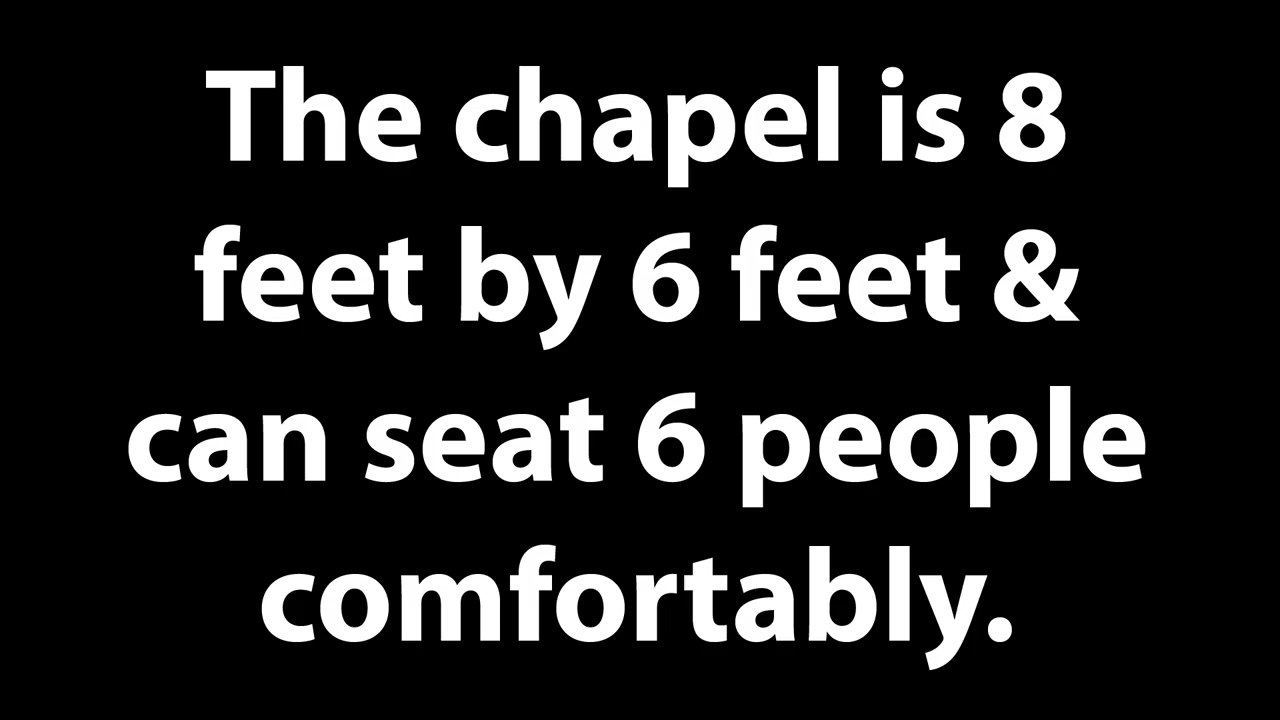 The chapel is 8
feet by 6 feet &
can seat 6 people
comfortably.